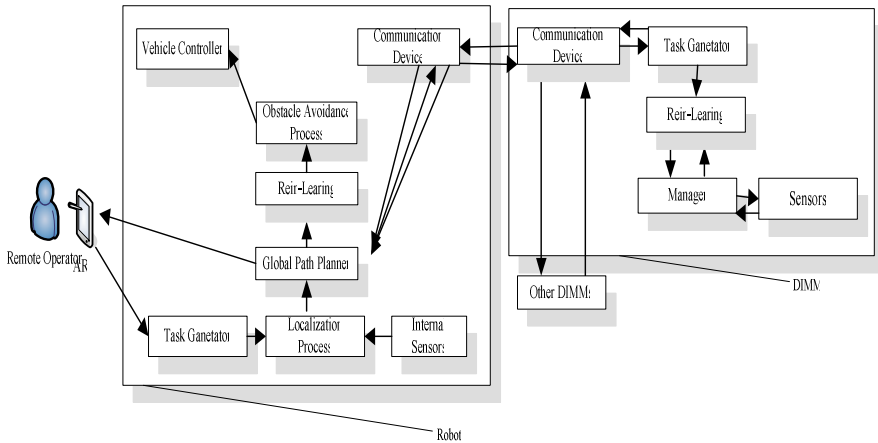 Vehicle Controller
Communication
Device
Communication
Device
Task Ganetator
Obstacle Avoidance
Process
Reir-Learing
Reir-Learing
Manager
Sensors
Remote Operator
AR
Global Path Planner
Other DIMMs
DIMM
Task Ganetator
Localization
Process
Interna
Sensors
Robot